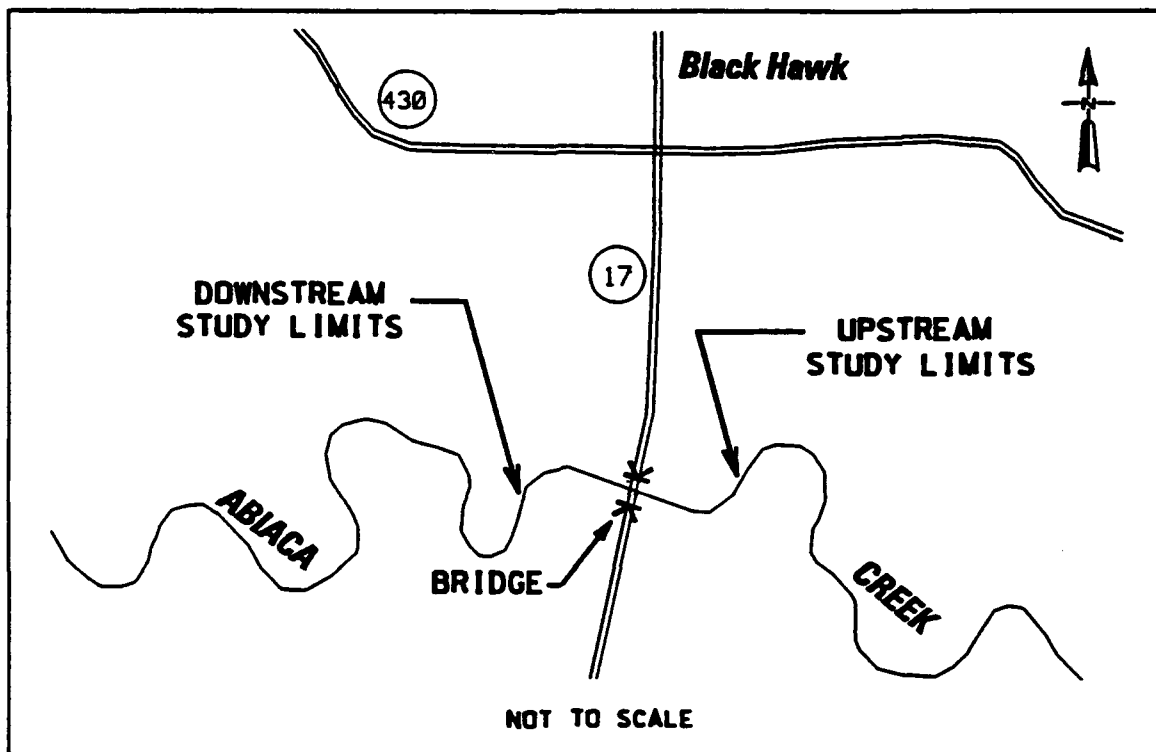 Black Hawk
430
N
17
DOWNSTREAM
STUDY LIMITS
UPSTREAM
STUDY LIMITS
ABIACA
CREEK
BRIDGE
NOT TO SCALE